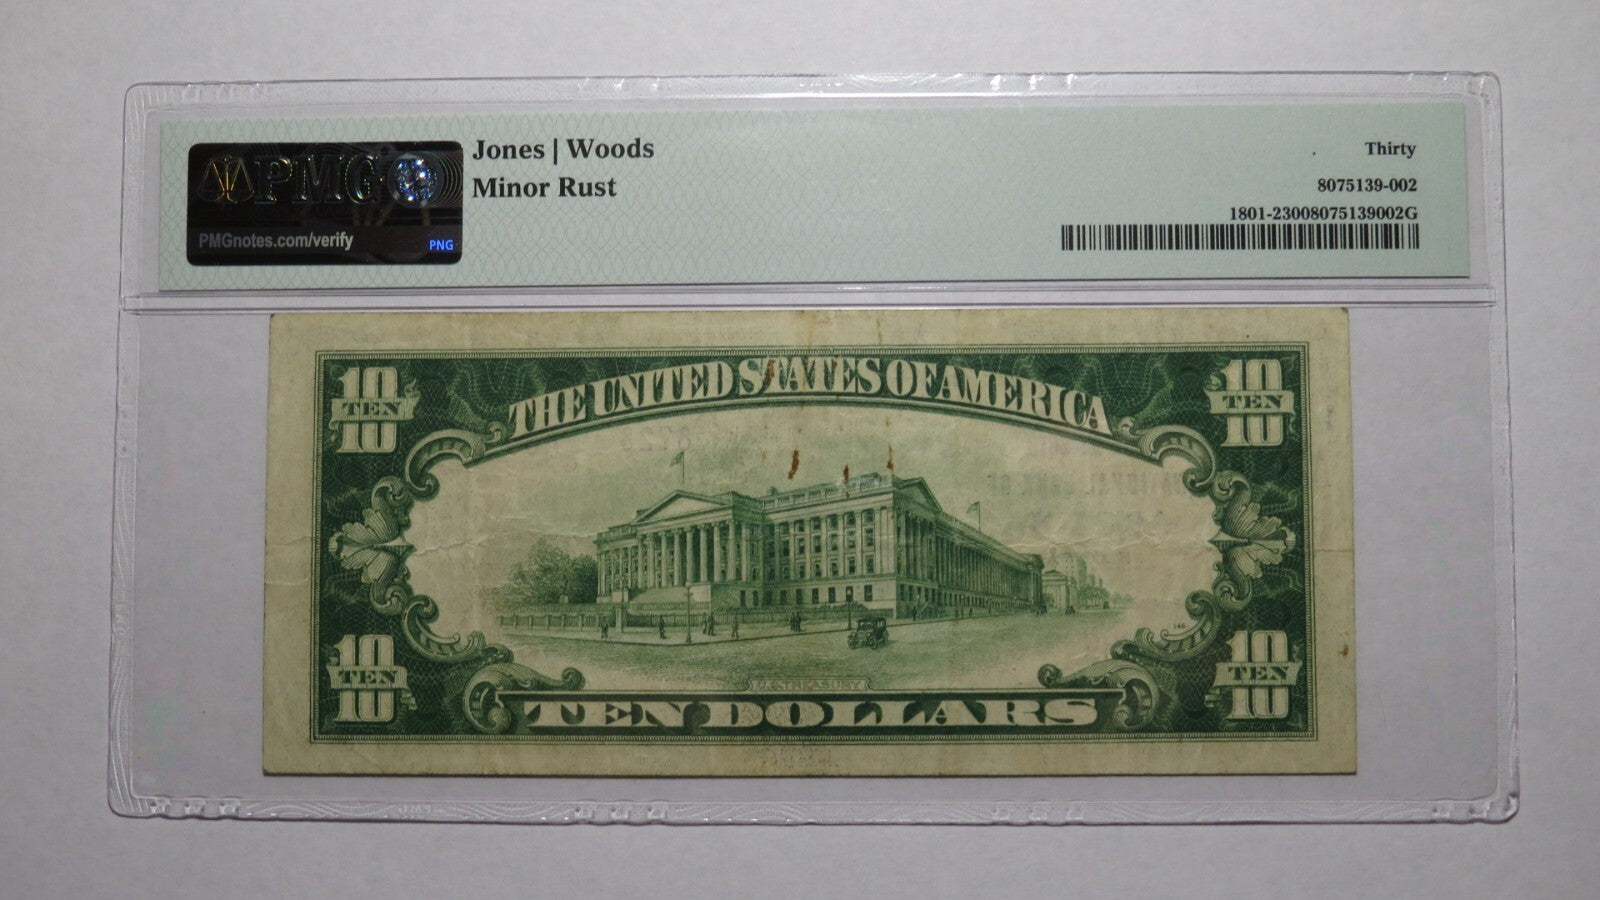 PMG
PMGnotes.com/verify
PNG
Jones | Woods
Minor Rust
Thirty
8075139-002
1801-23008075139002G
THE UNITED STATES OF AMERICA
10
TEN
10
10
TEN
10
146
10
TEN
10
10
TEN
10
TEN DOLLARS